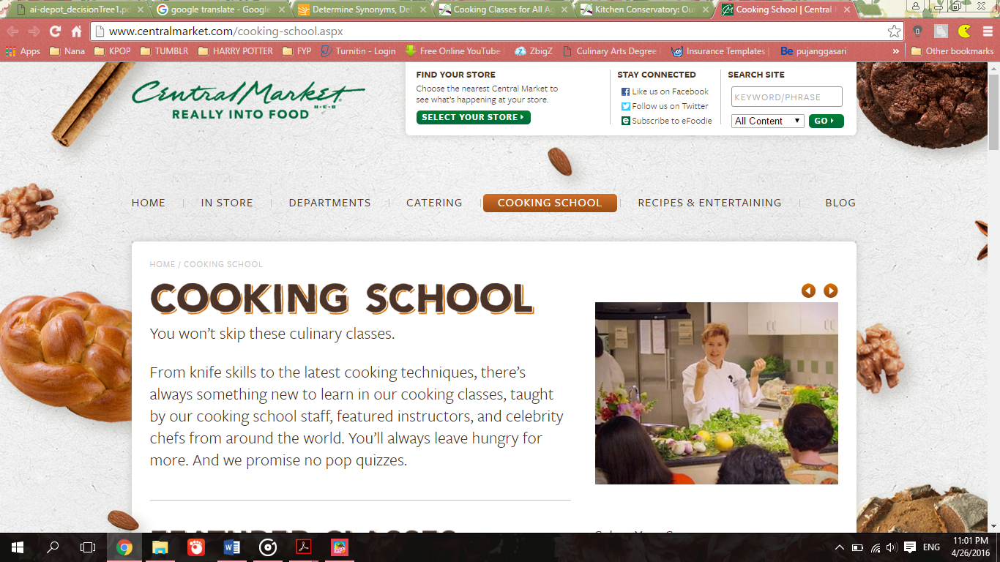 ai-depot_decisionTree1.pd
google translate - Google
Determine Synonyms, Det
Cooking Classes for All Ag
Kitchen Conservatory: Ou
Cooking School | Central
www.centralmarket.com/cooking-school.aspx
Apps Nana KPOP TUMBLR HARRY POTTER FYP Turnitin - Login Free Online YouTube ZbigZ Culinary Arts Degree Insurance Templates Be pujanggasari » Other bookmarks
Central Market
H-E-B
REALLY INTO FOOD
FIND YOUR STORE
Choose the nearest Central Market to
see what's happening at your store.
SELECT YOUR STORE
STAY CONNECTED
Like us on Facebook
Follow us on Twitter
Subscribe to eFoodie
SEARCH SITE
KEYWORD/PHRASE
All Content GO
HOME IN STORE DEPARTMENTS CATERING COOKING SCHOOL RECIPES & ENTERTAINING BLOG
HOME / COOKING SCHOOL
COOKING SCHOOL
You won't skip these culinary classes.
From knife skills to the latest cooking techniques, there's
always something new to learn in our cooking classes, taught
by our cooking school staff, featured instructors, and celebrity
chefs from around the world. You'll always leave hungry for
more. And we promise no pop quizzes.
FEATURED CLASSES
ENG
11:01 PM
4/26/2016